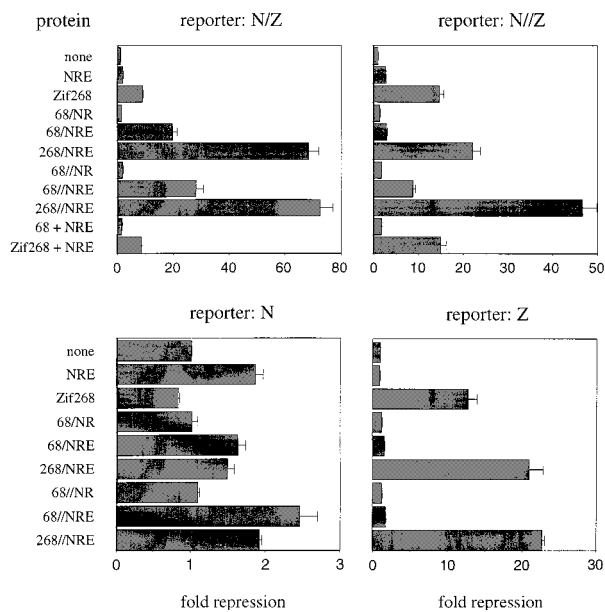 protein reporter: N/Z reporter: N//Z
none
NRE
Zif268
68/NR
68/NRE
268/NRE
68//NR
68//NRE
268//NRE
68 + NRE
Zif268 + NRE
0 20 40 60 80 0 10 20 30 40 50
reporter: N reporter: Z
none
NRE
Zif268
68/NR
68/NRE
268/NRE
68//NR
68//NRE
268//NRE
0 1 2 3 0 10 20 30
fold repression fold repression